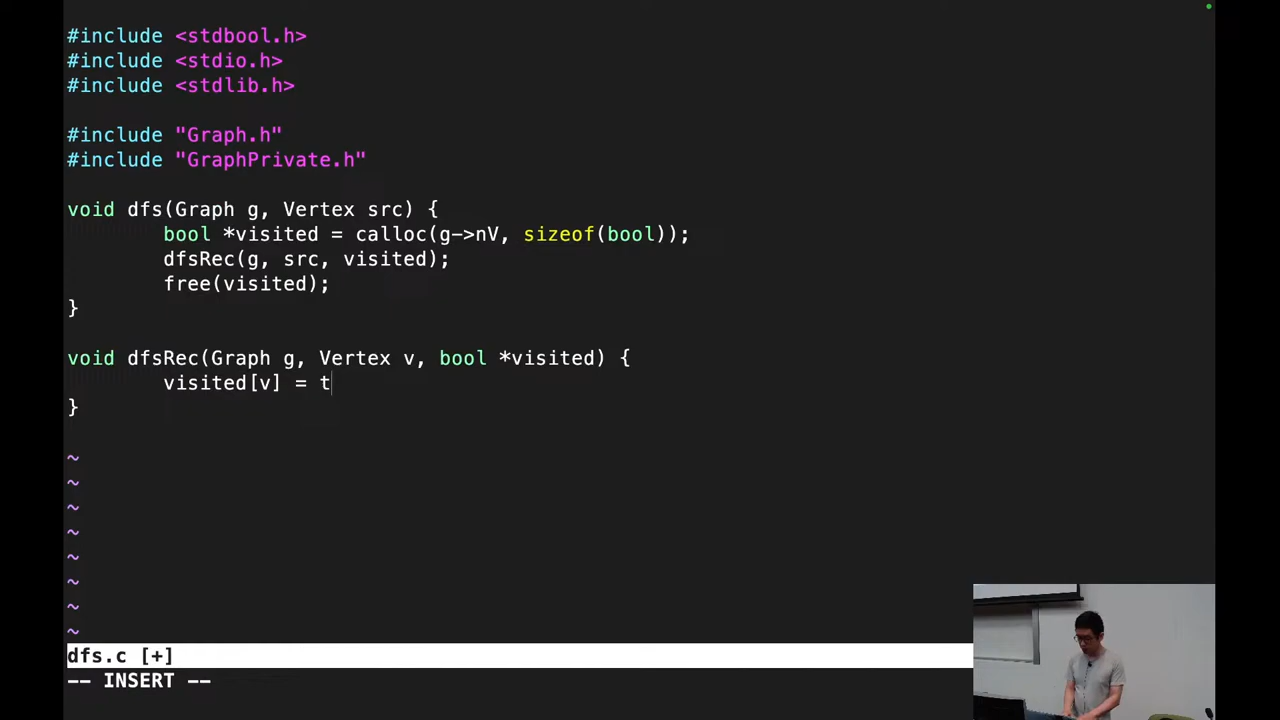 #include <stdbool.h>
#include <stdio.h>
#include <stdlib.h>
#include "Graph.h"
#include "GraphPrivate.h"
void dfs(Graph g, Vertex src) {
bool *visited = calloc(g->nV, sizeof(bool));
dfsRec(g, src, visited);
free(visited);
}
void dfsRec(Graph g, Vertex v, bool *visited) {
visited[v] = t
}
~
~
~
~
~
~
~
~
dfs.c [+]
-- INSERT --